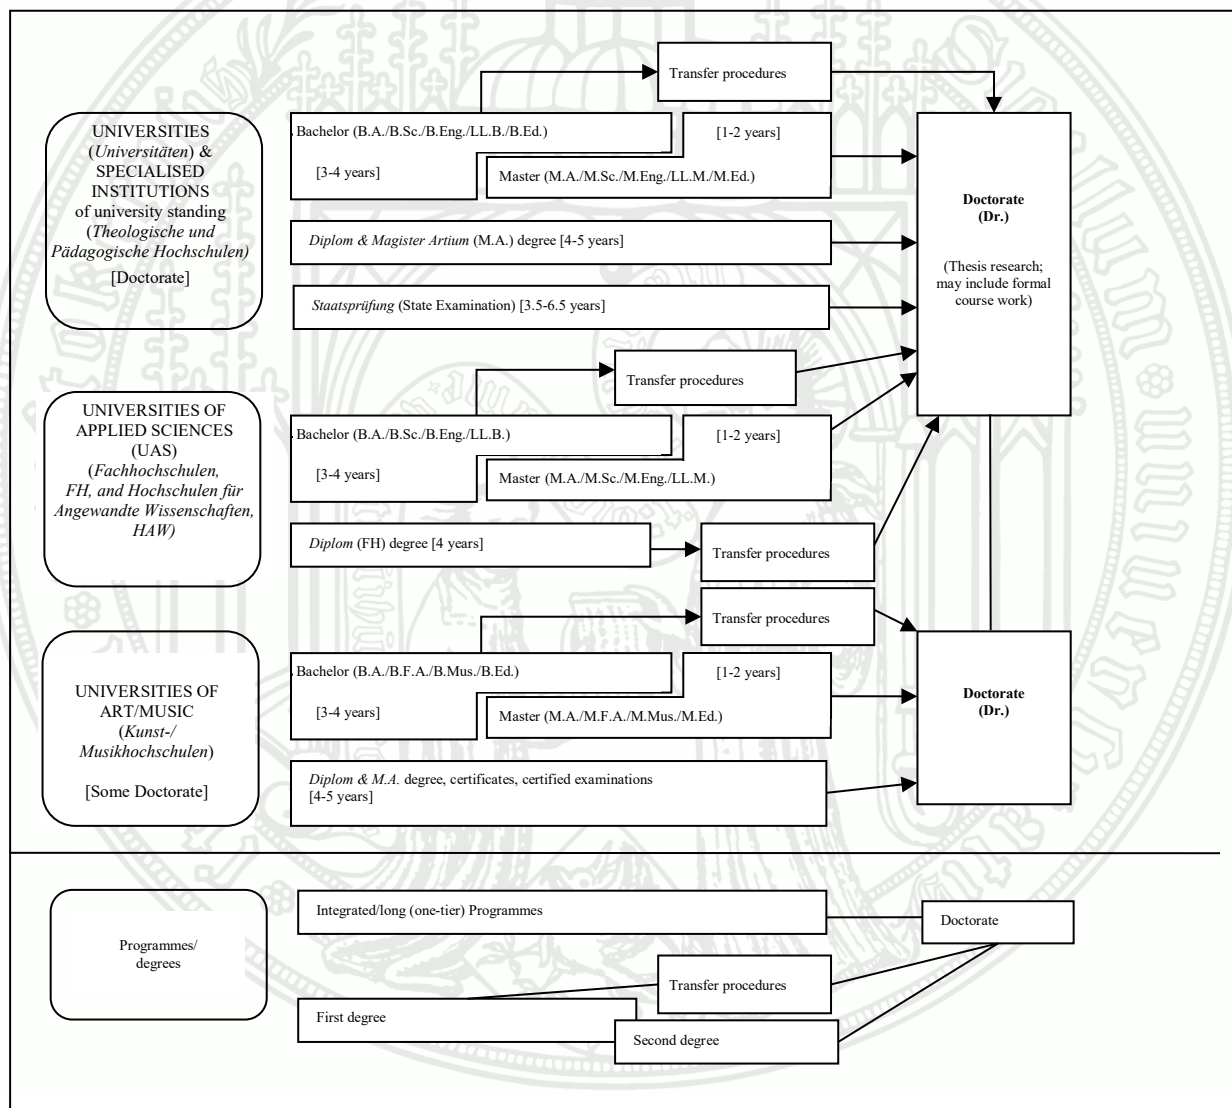 Transfer procedures
UNIVERSITIES
(Universitäten) &
SPECIALISED
INSTITUTIONS
of university standing
(Theologische und
Pädagogische Hochschulen)
[Doctorate]
Bachelor (B.A./B.Sc./B.Eng./LL.B./B.Ed.)
[3-4 years]
[1-2 years]
Master (M.A./M.Sc./M.Eng./LL.M./M.Ed.)
Diplom & Magister Artium (M.A.) degree [4-5 years]
Staatsprüfung (State Examination) [3.5-6.5 years]
Doctorate
(Dr.)
(Thesis research;
may include formal
course work)
Transfer procedures
UNIVERSITIES OF
APPLIED SCIENCES
(UAS)
(Fachhochschulen,
FH, and Hochschulen für
Angewandte Wissenschaften,
HAW)
Bachelor (B.A./B.Sc./B.Eng./LL.B.)
[3-4 years]
[1-2 years]
Master (M.A./M.Sc./M.Eng./LL.M.)
Diplom (FH) degree [4 years]
Transfer procedures
Transfer procedures
UNIVERSITIES OF
ART/MUSIC
(Kunst-/
Musikhochschulen)
[Some Doctorate]
Bachelor (B.A./B.F.A./B.Mus./B.Ed.)
[3-4 years]
[1-2 years]
Master (M.A./M.F.A./M.Mus./M.Ed.)
Diplom & M.A. degree, certificates, certified examinations
[4-5 years]
Doctorate
(Dr.)
Programmes/
degrees
Integrated/long (one-tier) Programmes
Doctorate
Transfer procedures
First degree
Second degree